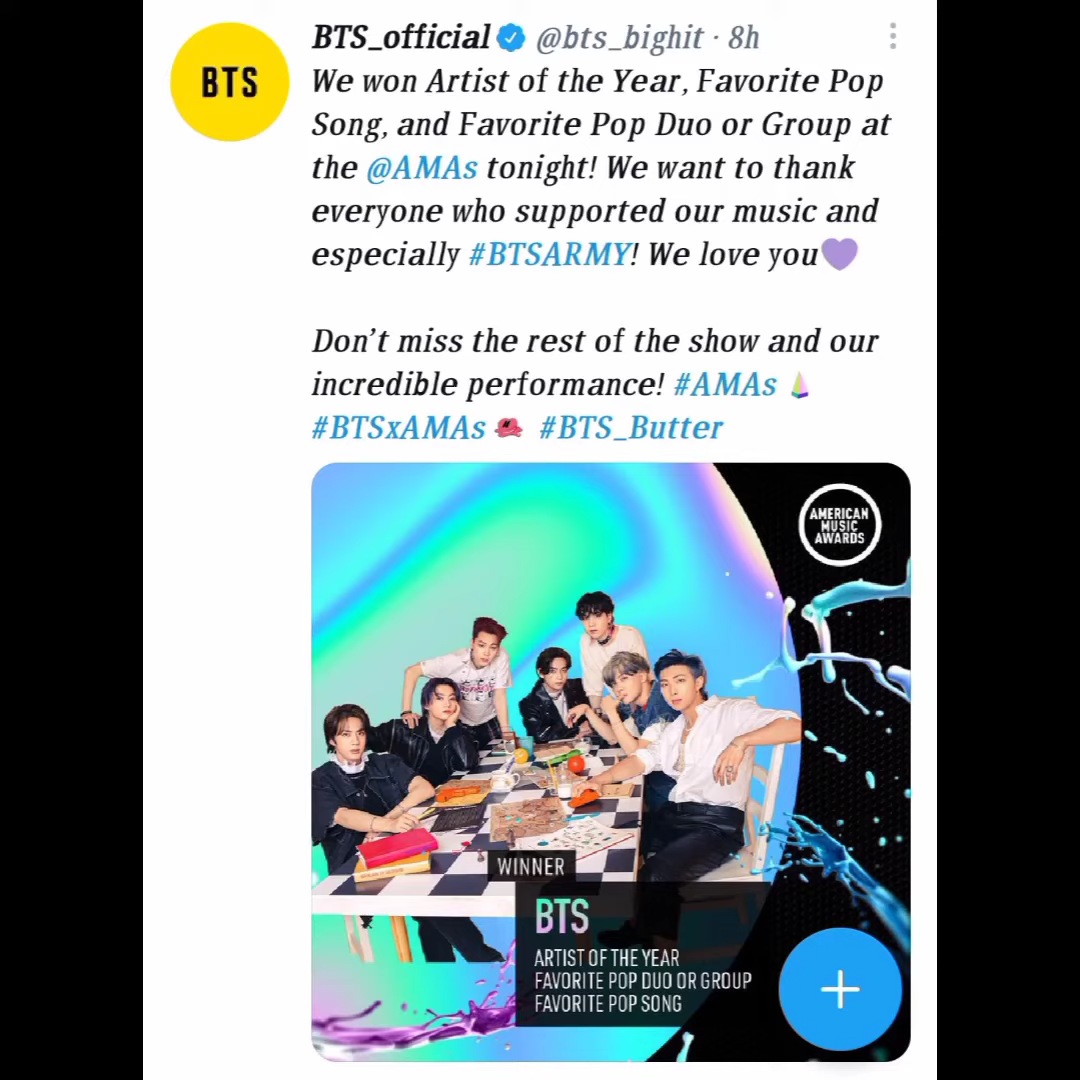 BTS
BTS_official @bts_bighit · 8h
We won Artist of the Year, Favorite Pop
Song, and Favorite Pop Duo or Group at
the @AMAs tonight! We want to thank
everyone who supported our music and
especially #BTSARMY! We love you💜
Don't miss the rest of the show and our
incredible performance! #AMAs
#BTSxAMAs #BTS_Butter
AMERICAN
MUSIC
AWARDS
WINNER
BTS
ARTIST OF THE YEAR
FAVORITE POP DUO OR GROUP
FAVORITE POP SONG